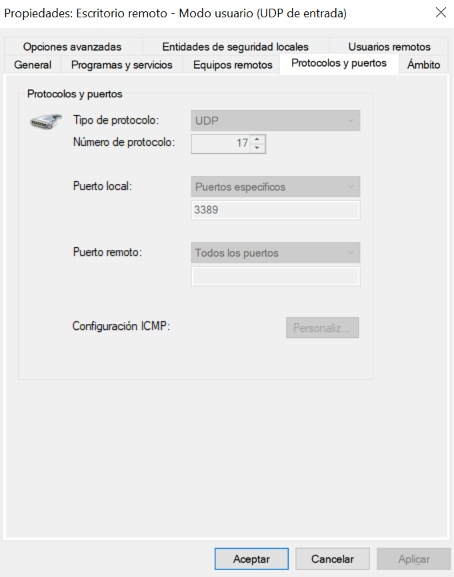 Propiedades: Escritorio remoto - Modo usuario (UDP de entrada)
Opciones avanzadas Entidades de seguridad locales Usuarios remotos
General Programas y servicios Equipos remotos Protocolos y puertos Ámbito
Protocolos y puertos
Tipo de protocolo: UDP
Número de protocolo: 17
Puerto local: Puertos específicos
3389
Puerto remoto: Todos los puertos
Configuración ICMP: Personaliz...
Aceptar Cancelar Aplicar